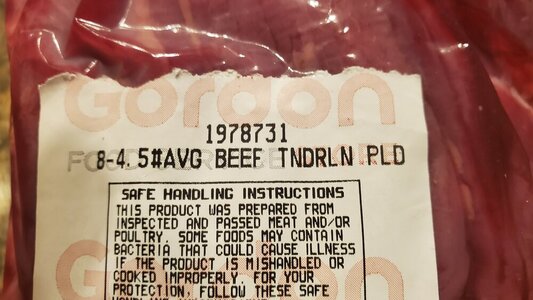 Gordon
1978731
FOOD SERVICE
8-4.5#AVG BEEF TNDRLN PLD
SAFE HANDLING INSTRUCTIONS
THIS PRODUCT WAS PREPARED FROM
INSPECTED AND PASSED MEAT AND/OR
POULTRY. SOME FOODS MAY CONTAIN
BACTERIA THAT COULD CAUSE ILLNESS
IF THE PRODUCT IS MISHANDLED OR
COOKED IMPROPERLY. FOR YOUR
PROTECTION, FOLLOW THESE SAFE
Gordon